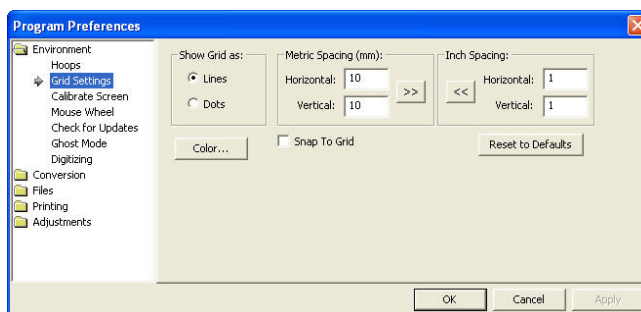 Program Preferences
Environment
Hoops
Grid Settings
Calibrate Screen
Mouse Wheel
Check for Updates
Ghost Mode
Digitizing
Conversion
Files
Printing
Adjustments
Show Grid as:
Lines
Dots
Color...
Metric Spacing (mm):
Horizontal: 10
Vertical: 10
>>
Snap To Grid
Inch Spacing:
<<
Horizontal: 1
Vertical: 1
Reset to Defaults
OK
Cancel
Apply